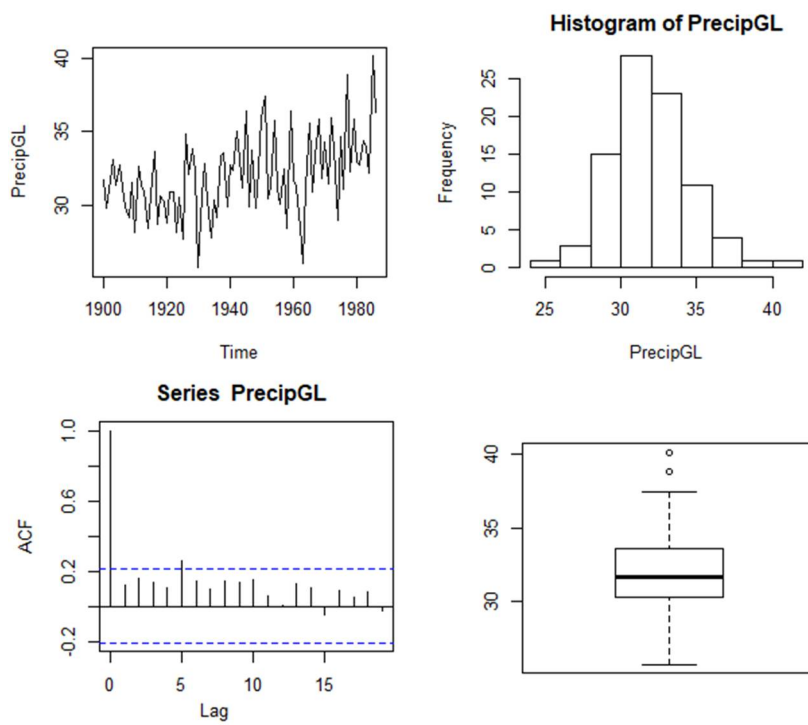 PrecipGL
40
35
30
1900 1920 1940 1960 1980
Time
Histogram of PrecipGL
Frequency
25
15
5
0
25 30 35 40
PrecipGL
Series PrecipGL
ACF
1.0
0.6
0.2
-0.2
0 5 10 15
Lag
40
35
30